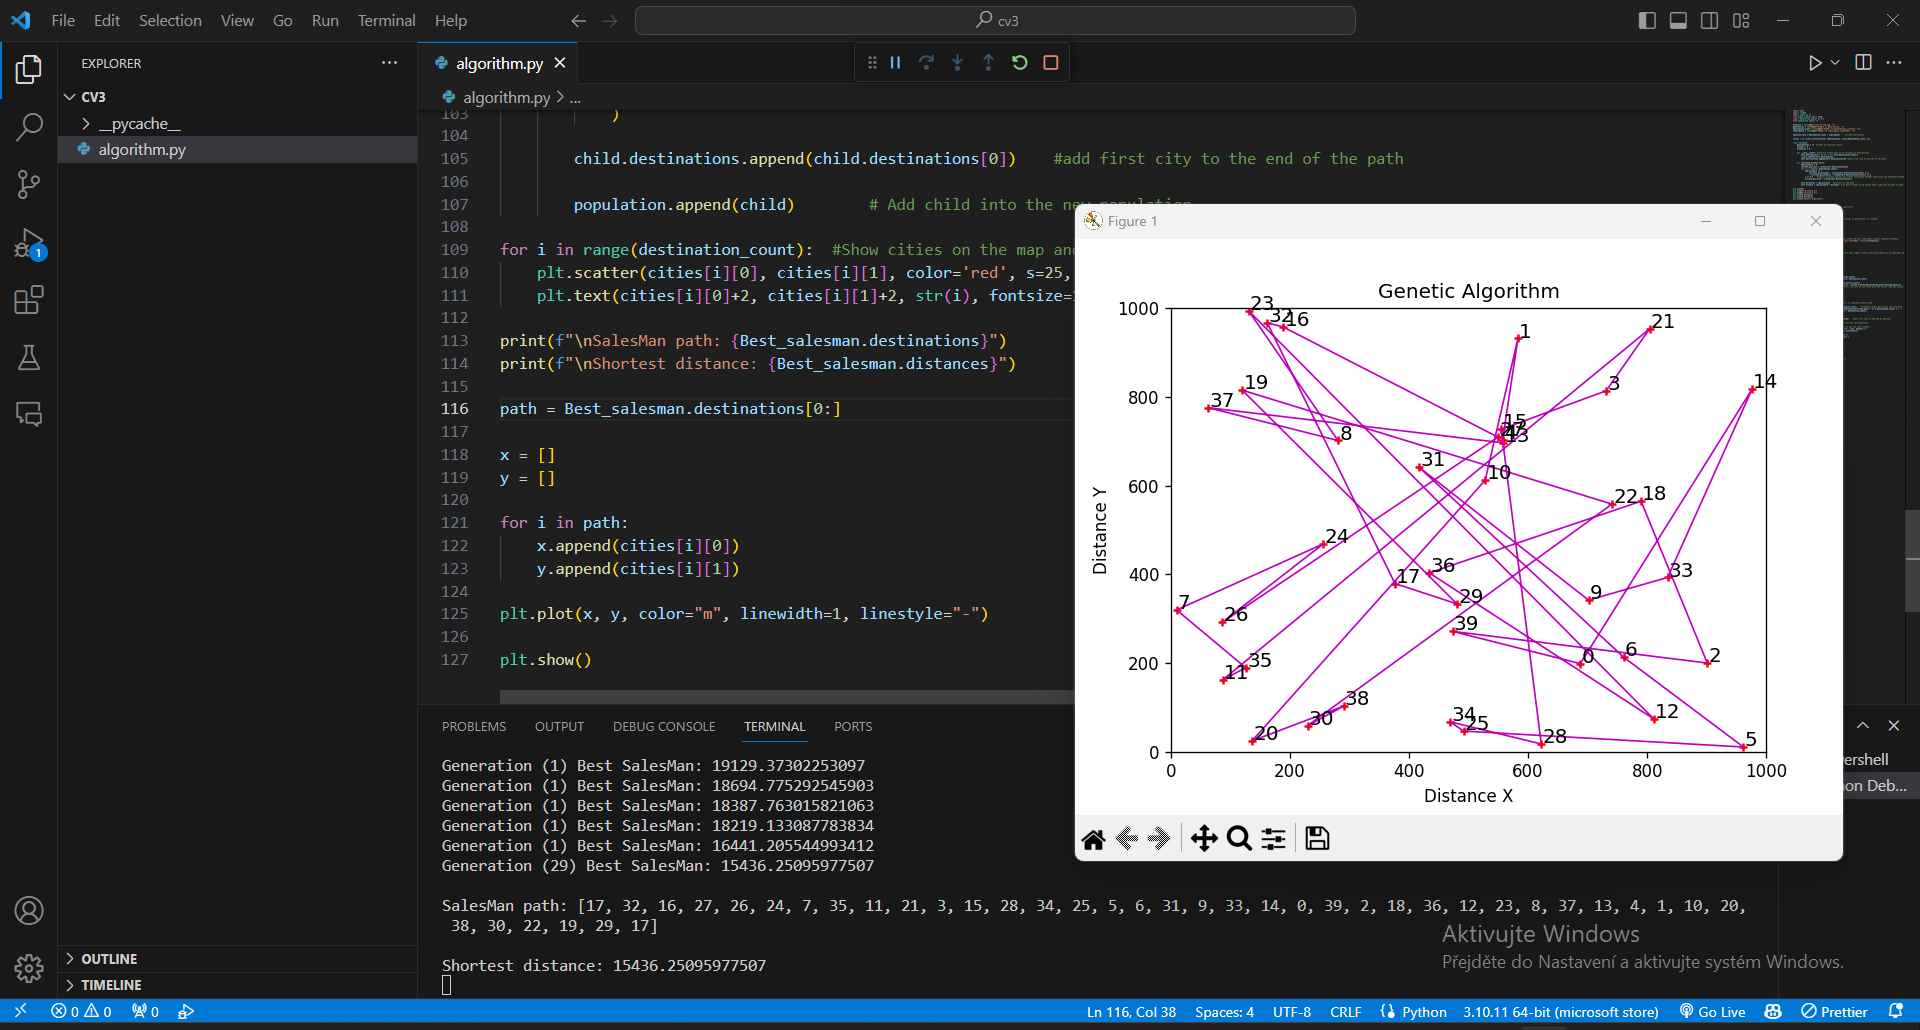 File Edit Selection View Go Run Terminal Help
cv3
EXPLORER
CV3
__pycache__
algorithm.py
algorithm.py
algorithm.py > ...
103 )
104
105 child.destinations.append(child.destinations[0]) #add first city to the end of the path
106
107 population.append(child) # Add child into the new population
108
109 for i in range(destination_count): #Show cities on the map an
110 plt.scatter(cities[i][0], cities[i][1], color='red', s=25,
111 plt.text(cities[i][0]+2, cities[i][1]+2, str(i), fontsize=
112
113 print(f"\nSalesMan path: {Best_salesman.destinations}")
114 print(f"\nShortest distance: {Best_salesman.distances}")
115
116 path = Best_salesman.destinations[0:]
117
118 x = []
119 y = []
120
121 for i in path:
122 x.append(cities[i][0])
123 y.append(cities[i][1])
124
125 plt.plot(x, y, color="m", linewidth=1, linestyle="-")
126
127 plt.show()
Figure 1
Genetic Algorithm
Distance Y
1000
800
600
400
200
0
0 200 400 600 800 1000
Distance X
23
32
16
1
21
19
3
14
37
15
8
13
31
10
22
18
24
36
17
33
29
9
7
26
39
0
6
2
35
11
38
30
20
34
25
12
28
5
PROBLEMS OUTPUT DEBUG CONSOLE TERMINAL PORTS
ershell
on Deb...
Generation (1) Best SalesMan: 19129.37302253097
Generation (1) Best SalesMan: 18694.775292545903
Generation (1) Best SalesMan: 18387.763015821063
Generation (1) Best SalesMan: 18219.133087783834
Generation (1) Best SalesMan: 16441.205544993412
Generation (29) Best SalesMan: 15436.25095977507
SalesMan path: [17, 32, 16, 27, 26, 24, 7, 35, 11, 21, 3, 15, 28, 34, 25, 5, 6, 31, 9, 33, 14, 0, 39, 2, 18, 36, 12, 23, 8, 37, 13, 4, 1, 10, 20,
38, 30, 22, 19, 29, 17]
Shortest distance: 15436.25095977507
Aktivujte Windows
Přejděte do Nastavení a aktivujte systém Windows.
OUTLINE
TIMELINE
1
0 0 0
Ln 116, Col 38 Spaces: 4 UTF-8 CRLF Python 3.10.11 64-bit (microsoft store) Go Live Prettier